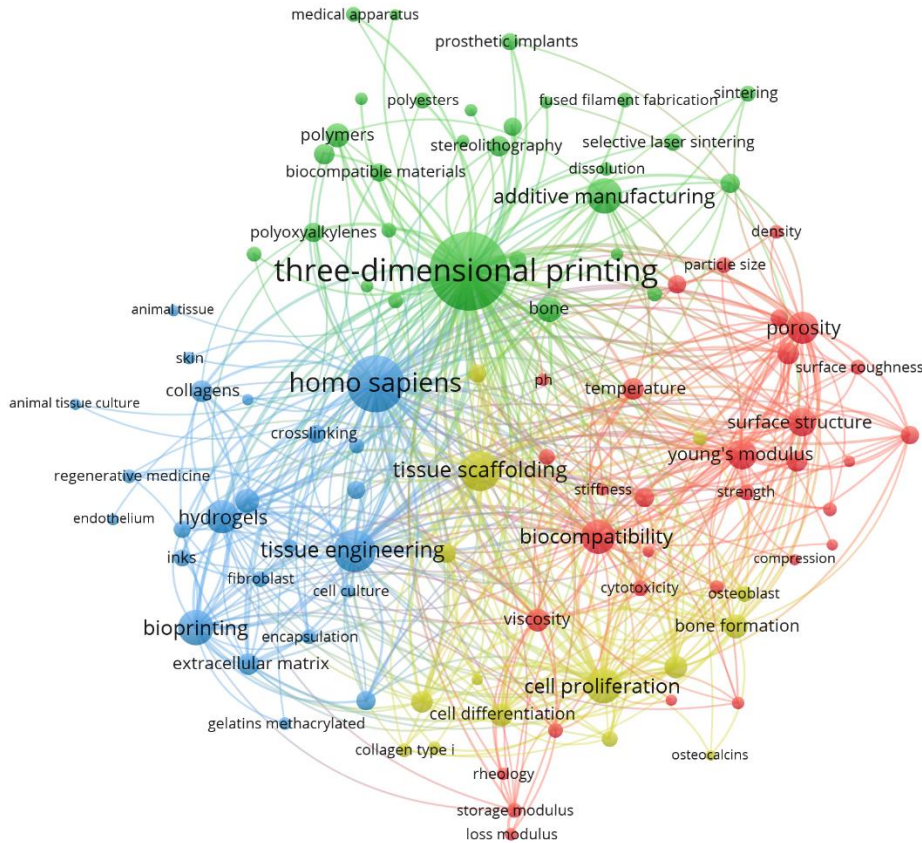 medical apparatus
prosthetic implants
polyesters
fused filament fabrication
sintering
polymers
stereolithography
selective laser sintering
biocompatible materials
dissolution
additive manufacturing
polyoxyalkylenes
density
three-dimensional printing
particle size
animal tissue
bone
porosity
skin
surface roughness
homo sapiens
ph
temperature
collagens
animal tissue culture
crosslinking
surface structure
young's modulus
tissue scaffolding
regenerative medicine
stiffness
strength
endothelium
hydrogels
biocompatibility
inks
tissue engineering
compression
fibroblast
cell culture
cytotoxicity
osteoblast
viscosity
bioprinting
encapsulation
bone formation
extracellular matrix
cell proliferation
gelatins methacrylated
cell differentiation
collagen type i
osteocalcins
rheology
storage modulus
loss modulus